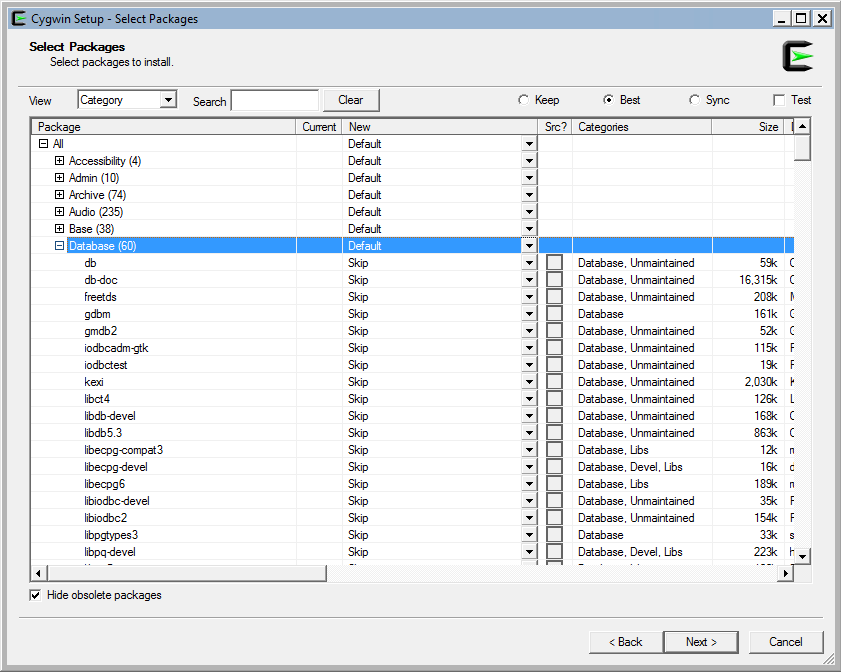 Cygwin Setup - Select Packages
Select Packages
Select packages to install.
View Category Search Clear Keep Best Sync Test
Package Current New Src? Categories Size
All Default
Accessibility (4) Default
Admin (10) Default
Archive (74) Default
Audio (235) Default
Base (38) Default
Database (60) Default
db Skip Database, Unmaintained 59k
db-doc Skip Database, Unmaintained 16,315k
freetds Skip Database, Unmaintained 208k
gdbm Skip Database 161k
gmdb2 Skip Database, Unmaintained 52k
iodbcadm-gtk Skip Database, Unmaintained 115k
iodbctest Skip Database, Unmaintained 19k
kexi Skip Database, Unmaintained 2,030k
libct4 Skip Database, Unmaintained 126k
libdb-devel Skip Database, Unmaintained 168k
libdb5.3 Skip Database, Unmaintained 863k
libecpg-compat3 Skip Database, Libs 12k
libecpg-devel Skip Database, Devel, Libs 16k
libecpg6 Skip Database, Libs 189k
libiodbc-devel Skip Database, Unmaintained 35k
libiodbc2 Skip Database, Unmaintained 154k
libpgtypes3 Skip Database 33k
libpq-devel Skip Database, Devel, Libs 223k
Hide obsolete packages
< Back Next > Cancel